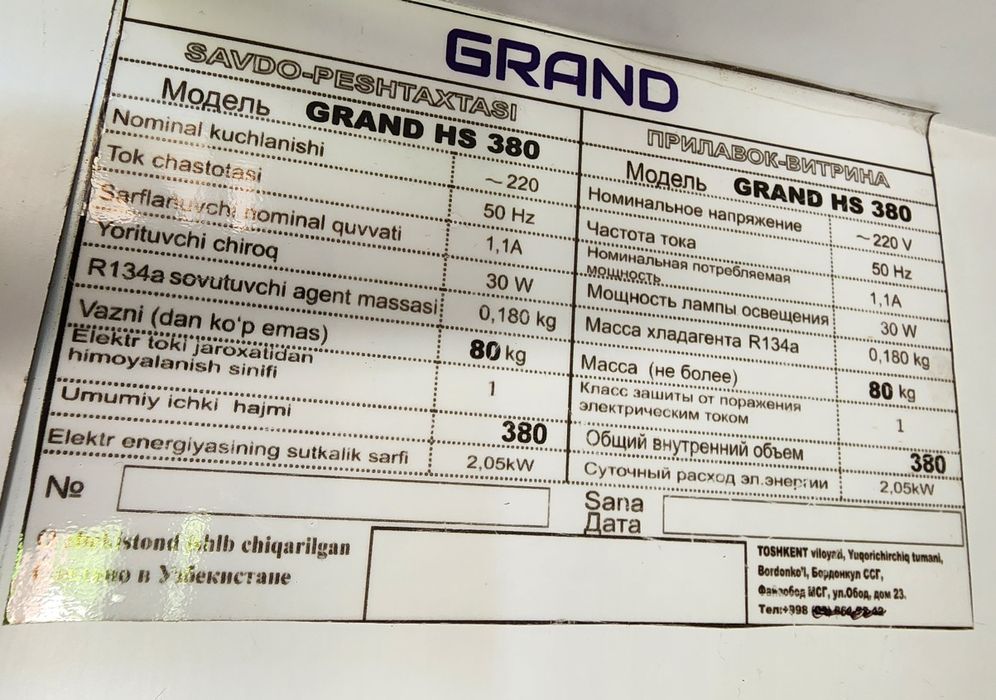 GRAND
SAVDO-PESHTAXTASI
Модель GRAND HS 380
Nominal kuchlanishi ~220
Tok chastotasi 50 Hz
Sarflanuvchi nominal quvvati 1,1A
Yorituvchi chiroq 30 W
R134a sovutuvchi agent massasi 0,180 kg
Vazni (dan ko'p emas) 80 kg
Elektr toki jaroxatidan
himoyalanish sinifi 1
Umumiy ichki hajmi 380
Elektr energiyasining sutkalik sarfi 2,05kW
ПРИЛАВОК-ВИТРИНА
Модель GRAND HS 380
Номинальное напряжение ~220 V
Частота тока 50 Hz
Номинальная потребляемая
мощность 1,1A
Мощность лампы освещения 30 W
Масса хладагента R134a 0,180 kg
Масса (не более) 80 kg
Класс защиты от поражения
электрическим током 1
Общий внутренний объем 380
Суточный расход эл.энергии 2,05kW
№
Sana
Дата
chiqarilgan
в Узбекистане
TOSHKENT viloyati, Yuqorichirchiq tumani,
Bordonko'l, Бордонкул ССГ,
Файзобод МСГ, ул.Обод, дом 23.
Тел:+998